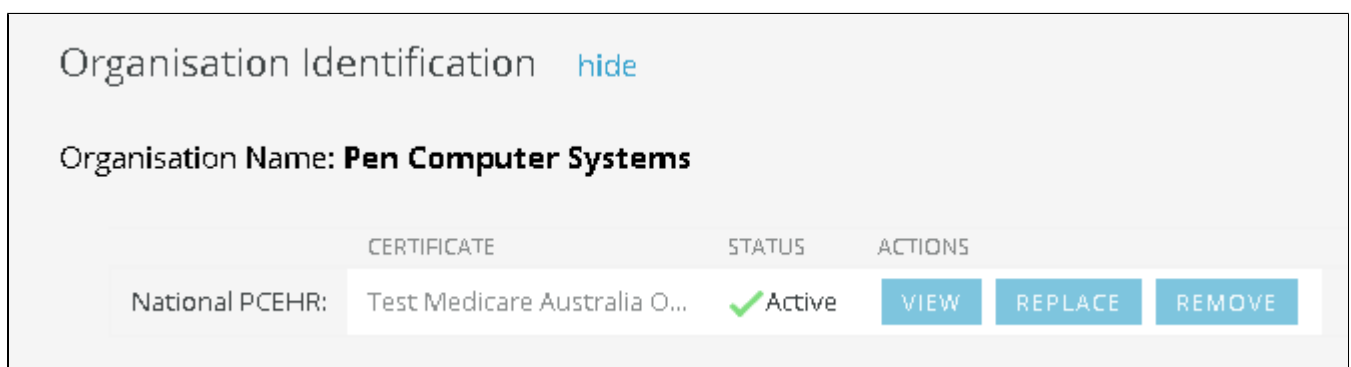 Organisation Identification hide
Organisation Name: Pen Computer Systems
CERTIFICATE STATUS ACTIONS
National PCEHR: Test Medicare Australia O... Active VIEW REPLACE REMOVE